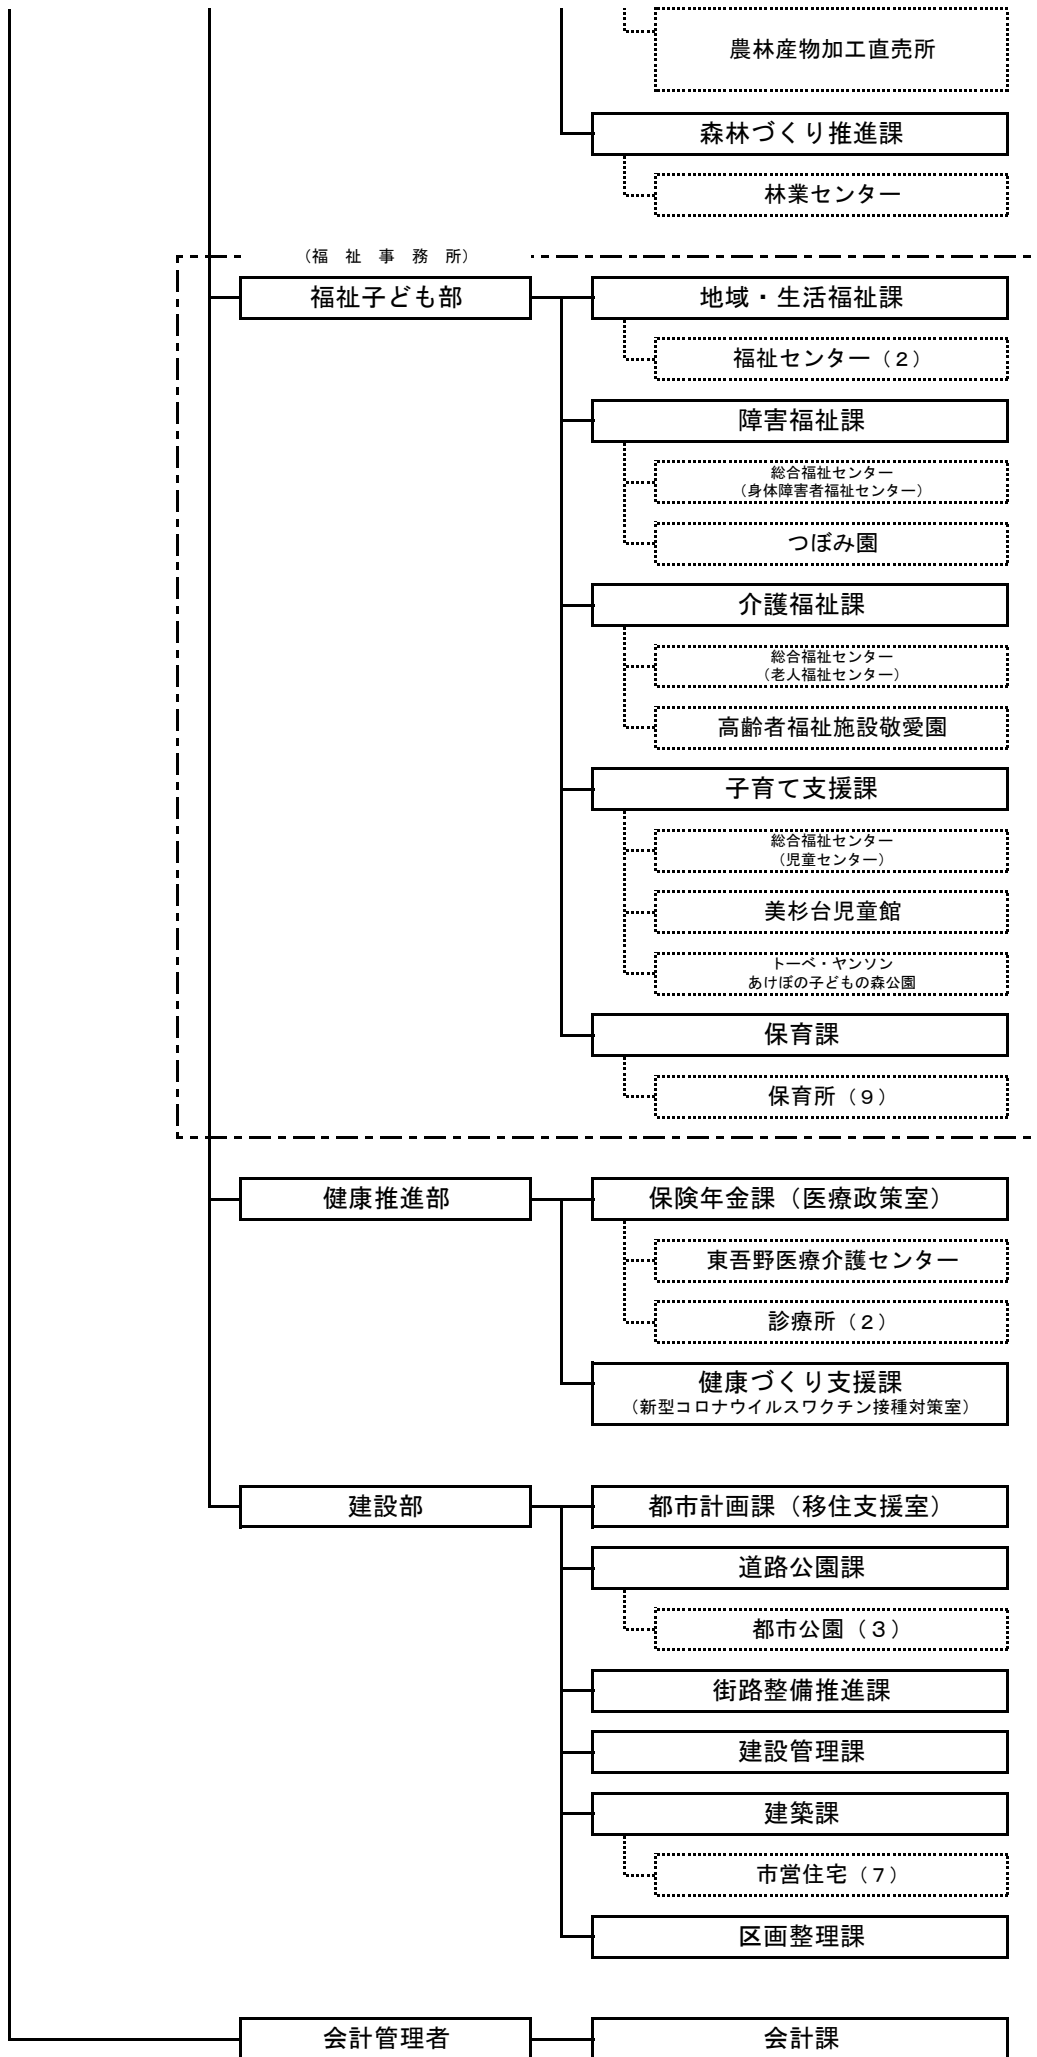 農林産物加工直売所
森林づくり推進課
林業センター
（福　祉　事　務　所）
福祉子ども部
地域・生活福祉課
福祉センター（２）
障害福祉課
総合福祉センター
（身体障害者福祉センター）
つぼみ園
介護福祉課
総合福祉センター
（老人福祉センター）
高齢者福祉施設敬愛園
子育て支援課
総合福祉センター
（児童センター）
美杉台児童館
トーベ・ヤンソン
あけぼの子どもの森公園
保育課
保育所（９）
健康推進部
保険年金課（医療政策室）
東吾野医療介護センター
診療所（２）
健康づくり支援課
（新型コロナウイルスワクチン接種対策室）
建設部
都市計画課（移住支援室）
道路公園課
都市公園（３）
街路整備推進課
建設管理課
建築課
市営住宅（７）
区画整理課
会計管理者
会計課